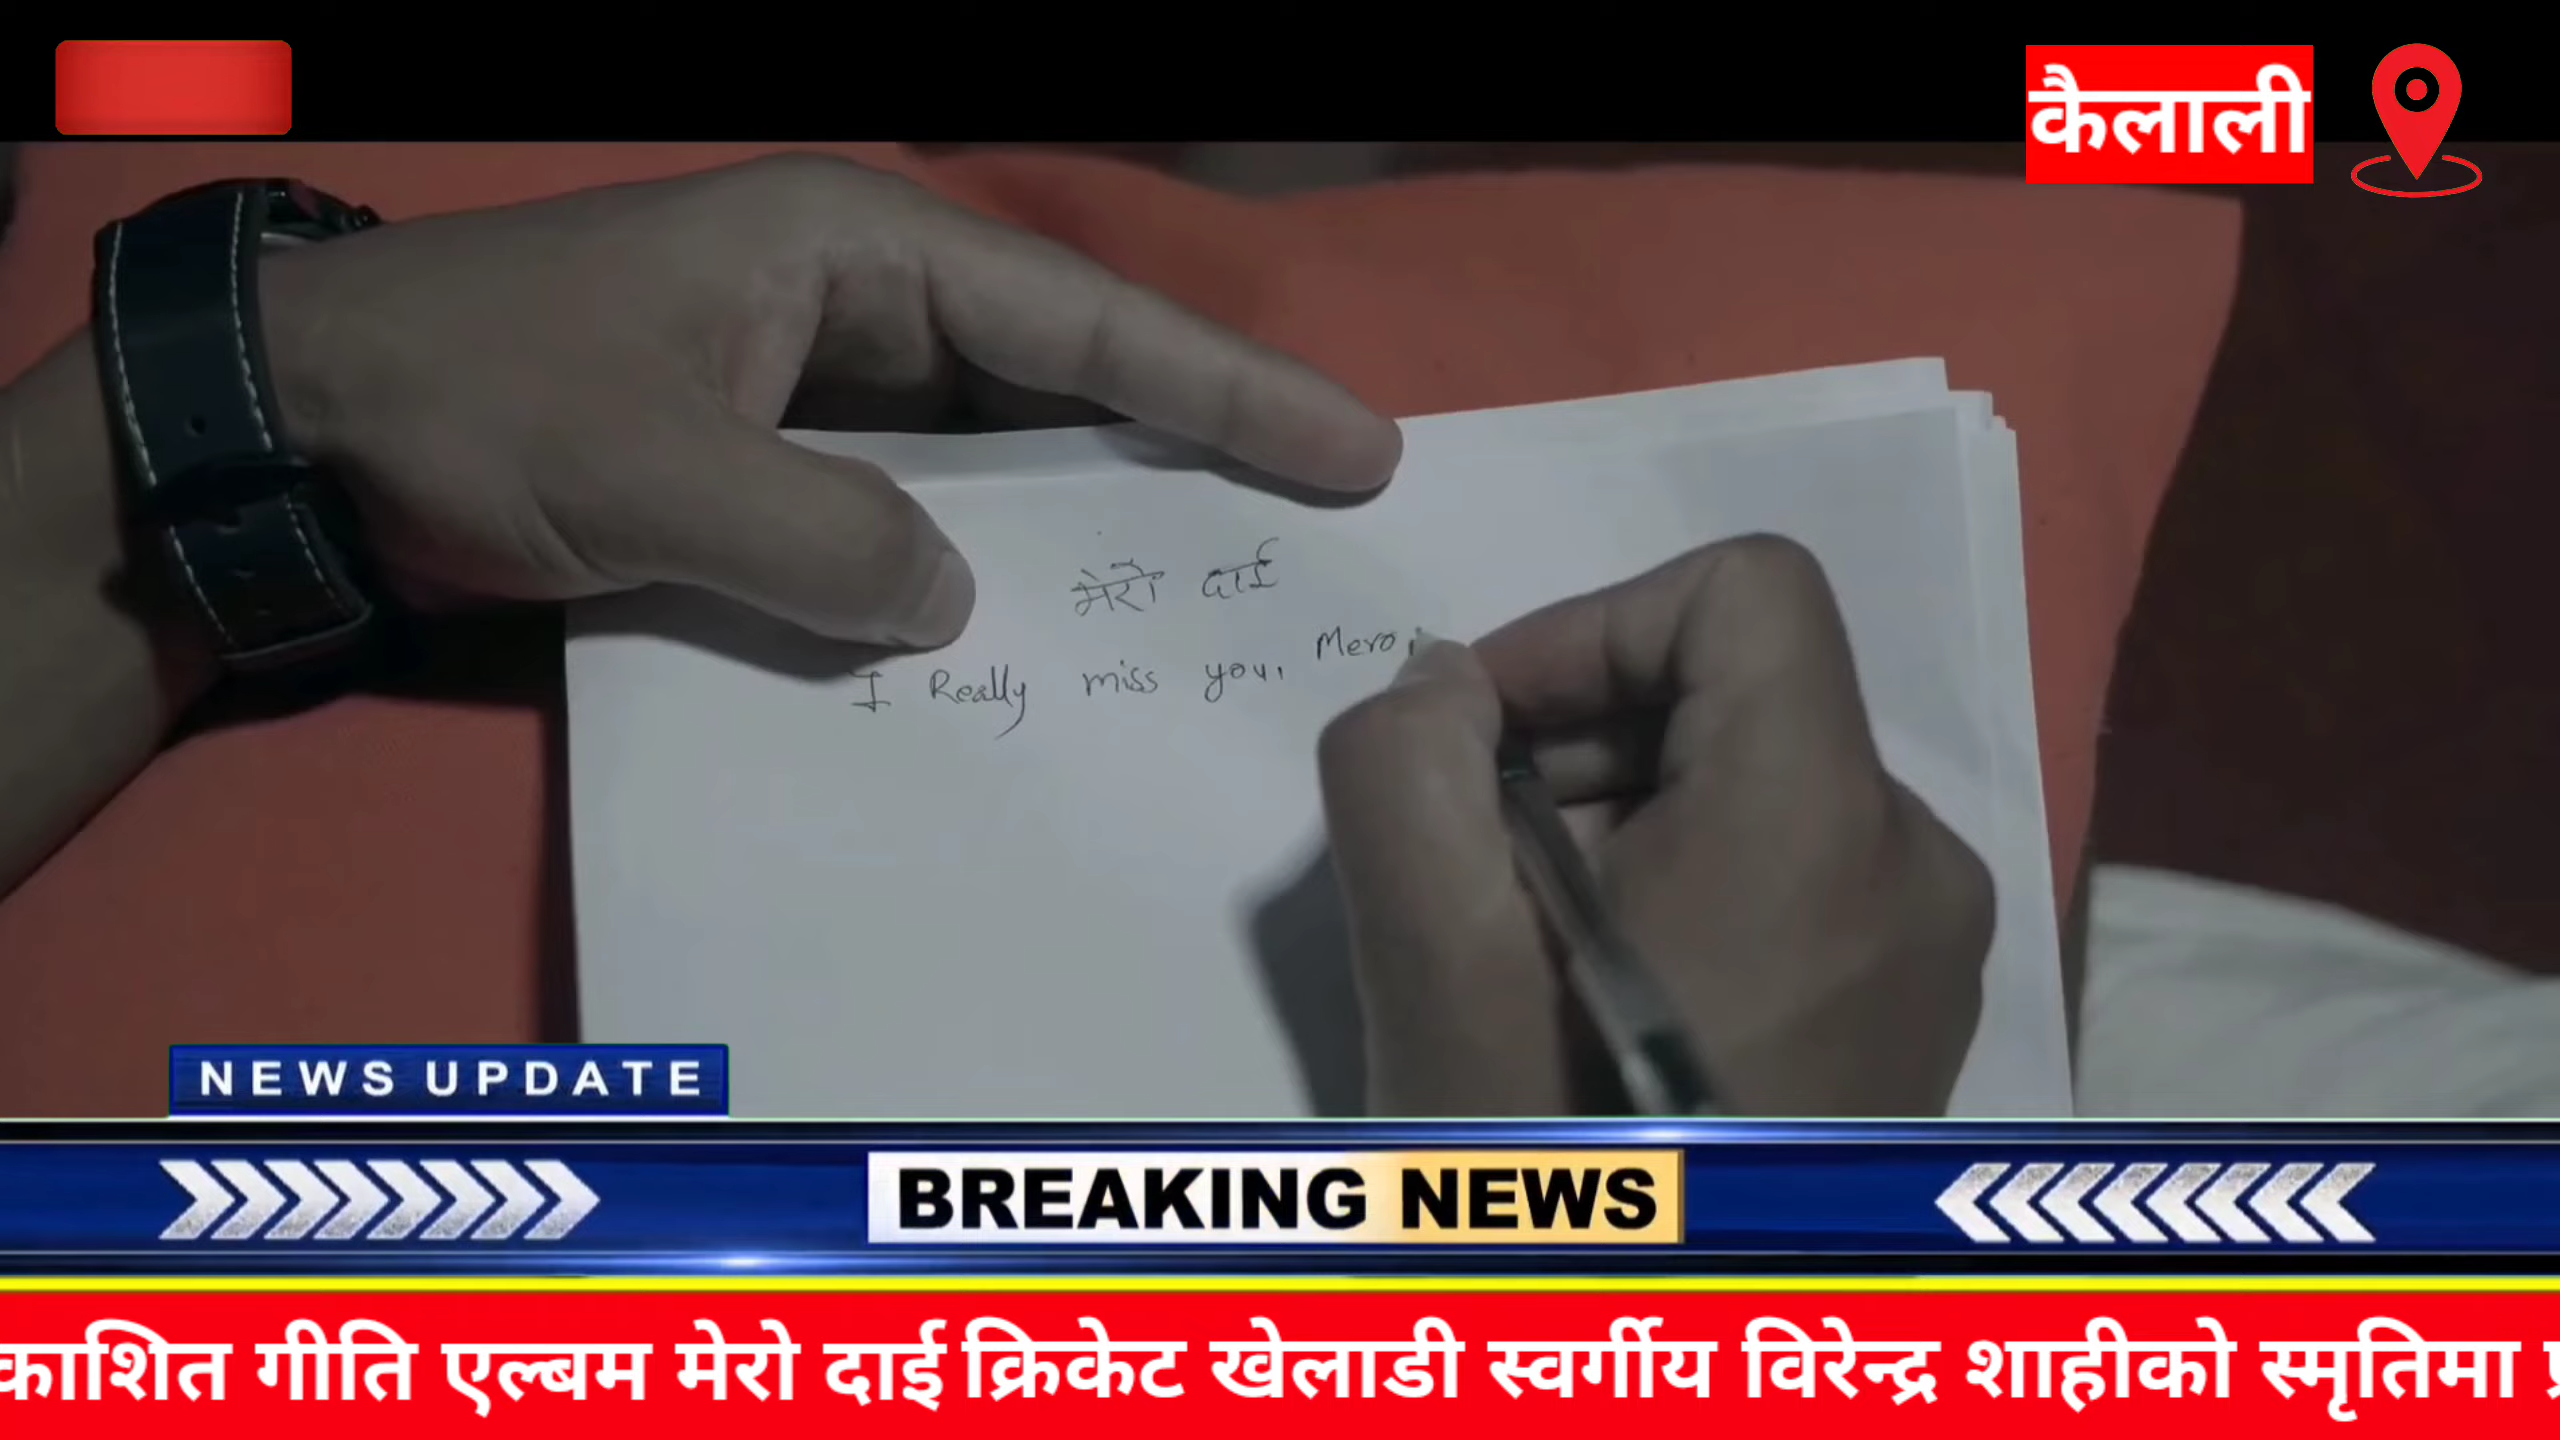 कैलाली
मेरो दाई
I Really miss you, Mero
NEWS UPDATE
BREAKING NEWS
काशित गीति एल्बम मेरो दाई क्रिकेट खेलाडी स्वर्गीय विरेन्द्र शाहीको स्मृतिमा प्र